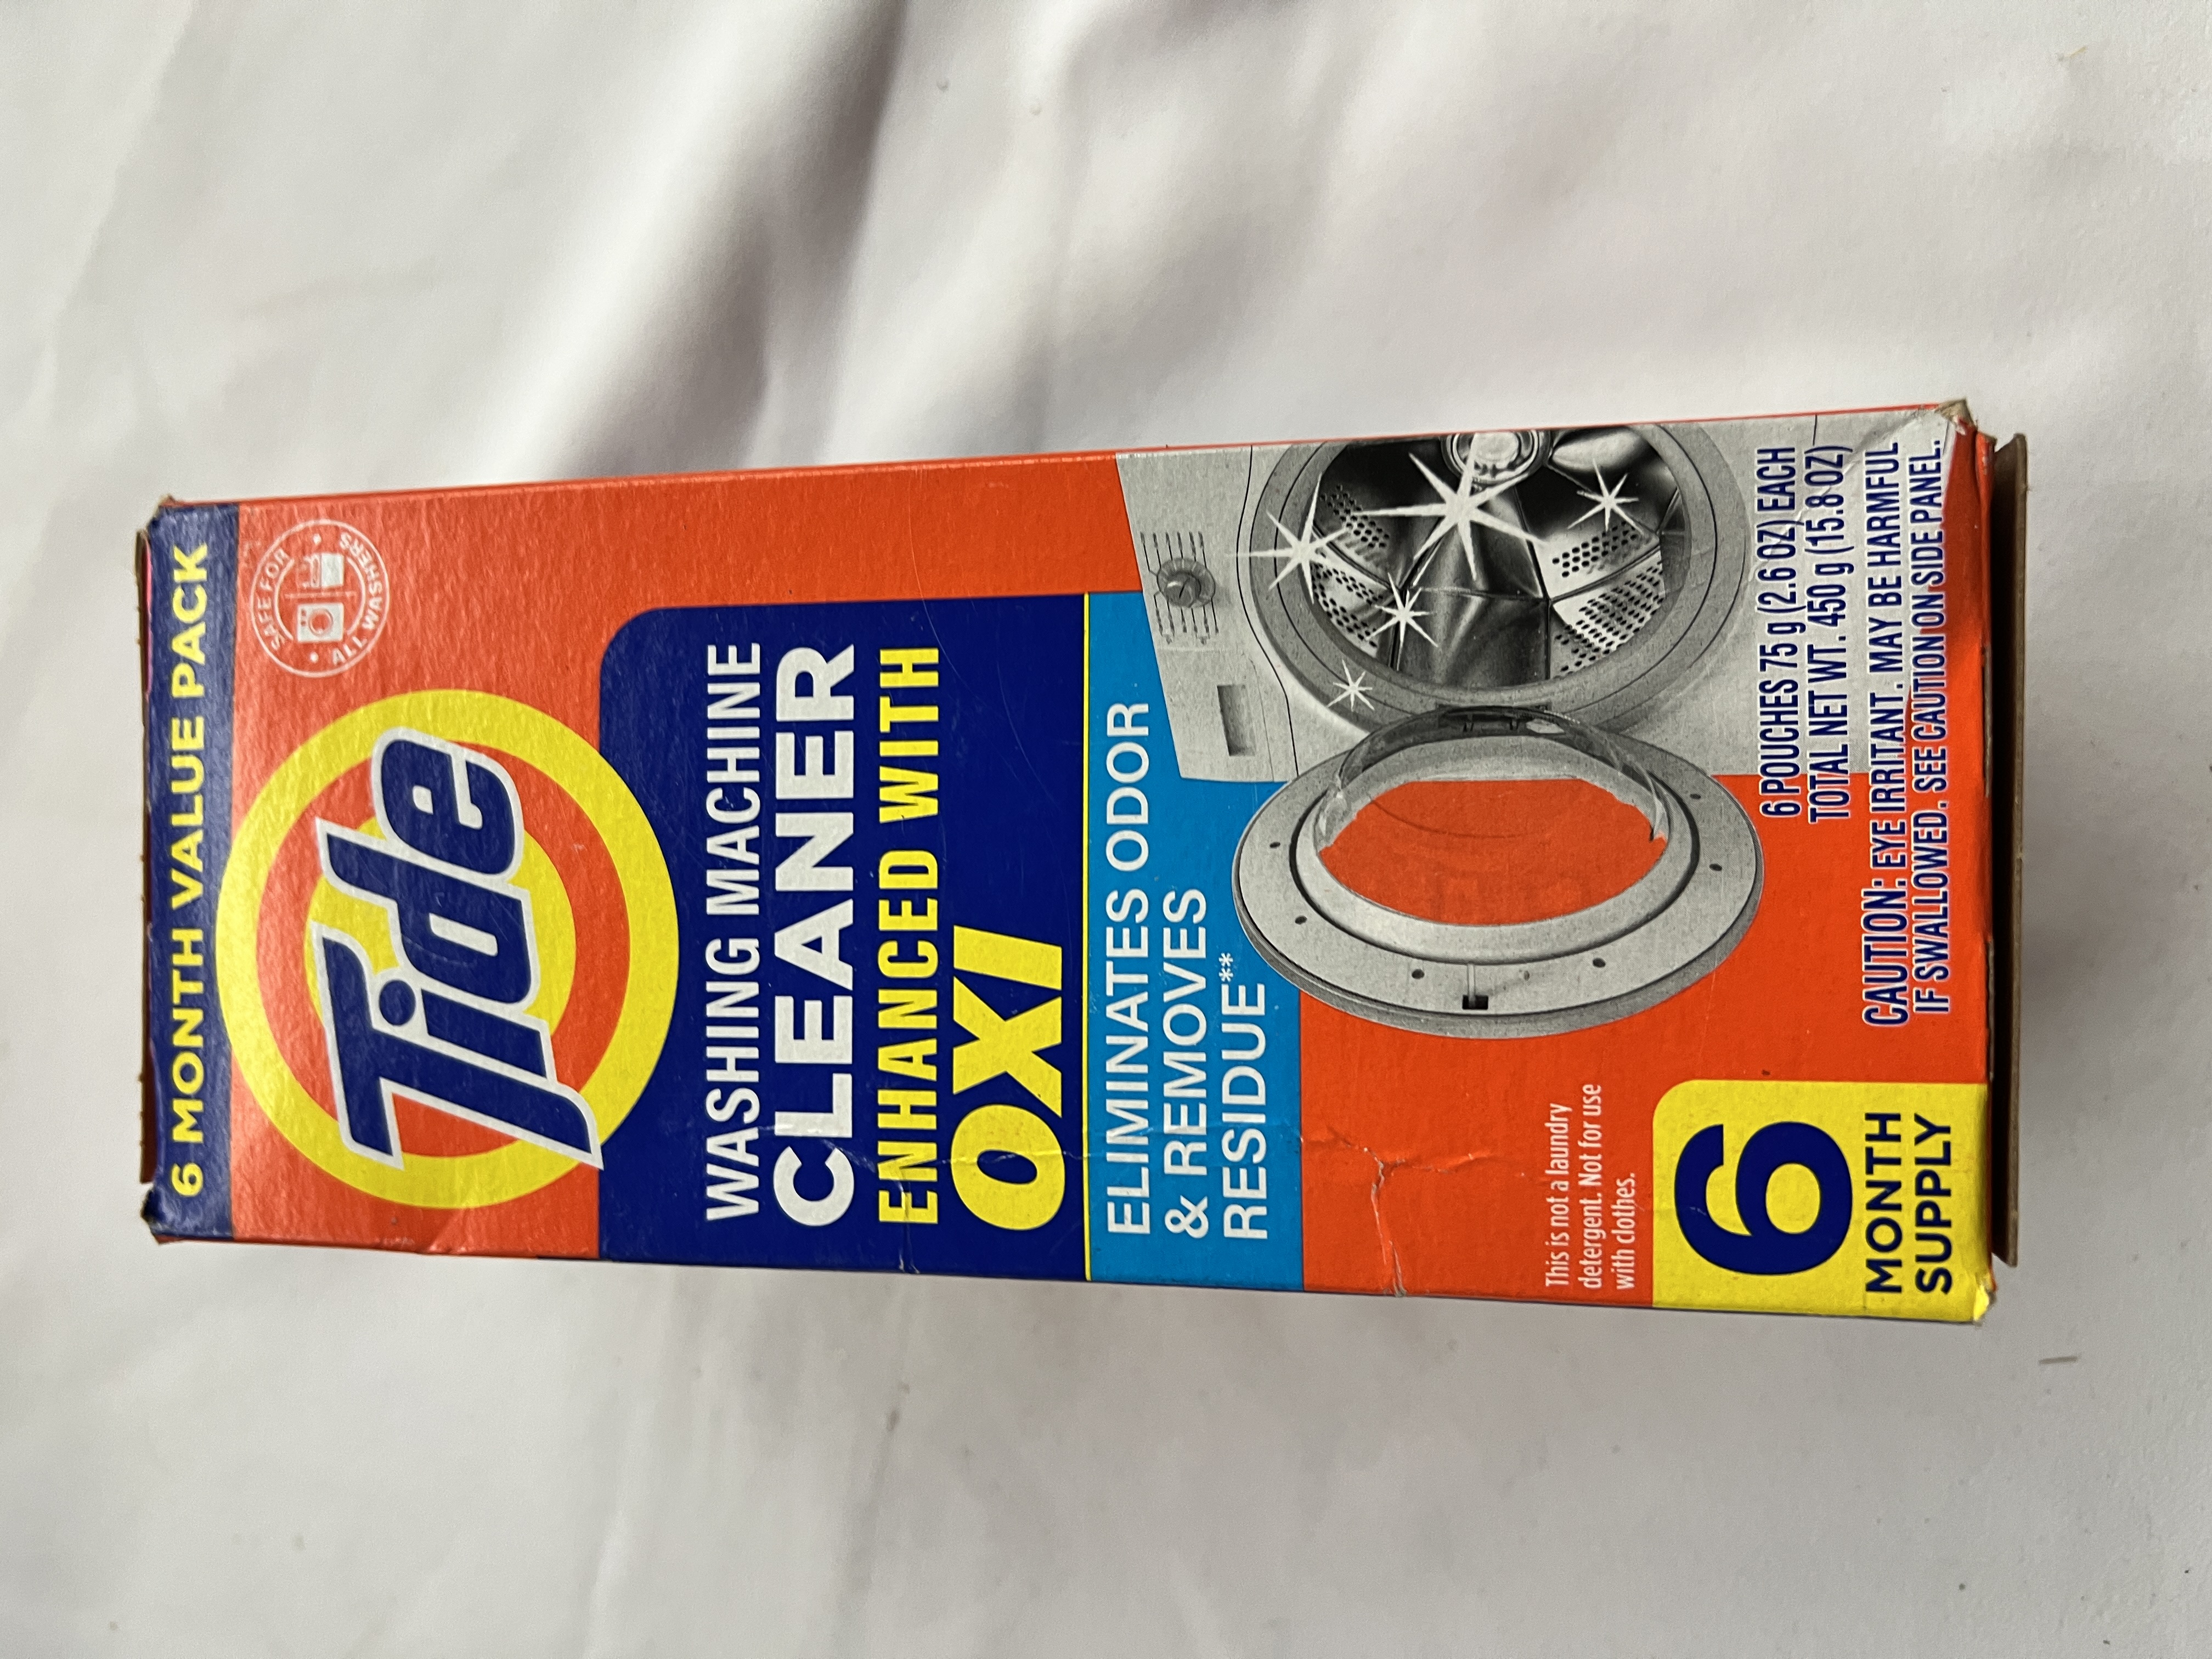 6 MONTH VALUE PACK
SAFE FOR
ALL WASHERS
Tide
WASHING MACHINE
CLEANER
ENHANCED WITH
OXI
ELIMINATES ODOR
& REMOVES
RESIDUE**
This is not a laundry
detergent. Not for use
with clothes.
6
MONTH
SUPPLY
6 POUCHES 75 g (2.6 OZ) EACH
TOTAL NET WT. 450 g (15.8 OZ)
CAUTION: EYE IRRITANT. MAY BE HARMFUL
IF SWALLOWED. SEE CAUTION ON SIDE PANEL.